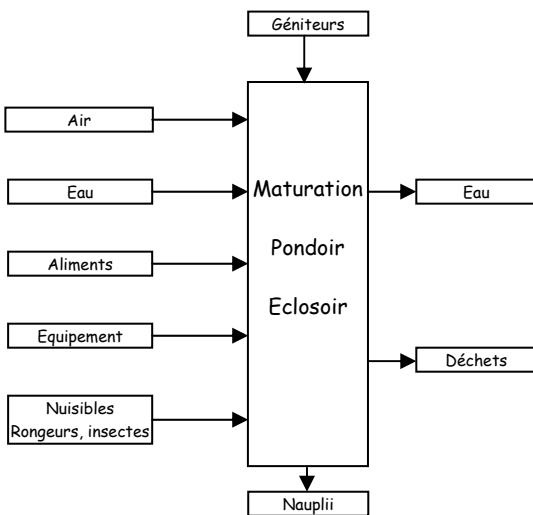 Géniteurs
Air
Eau
Aliments
Equipement
Nuisibles
Rongeurs, insectes
Maturation
Pondoir
Eclosoir
Eau
Déchets
Nauplii